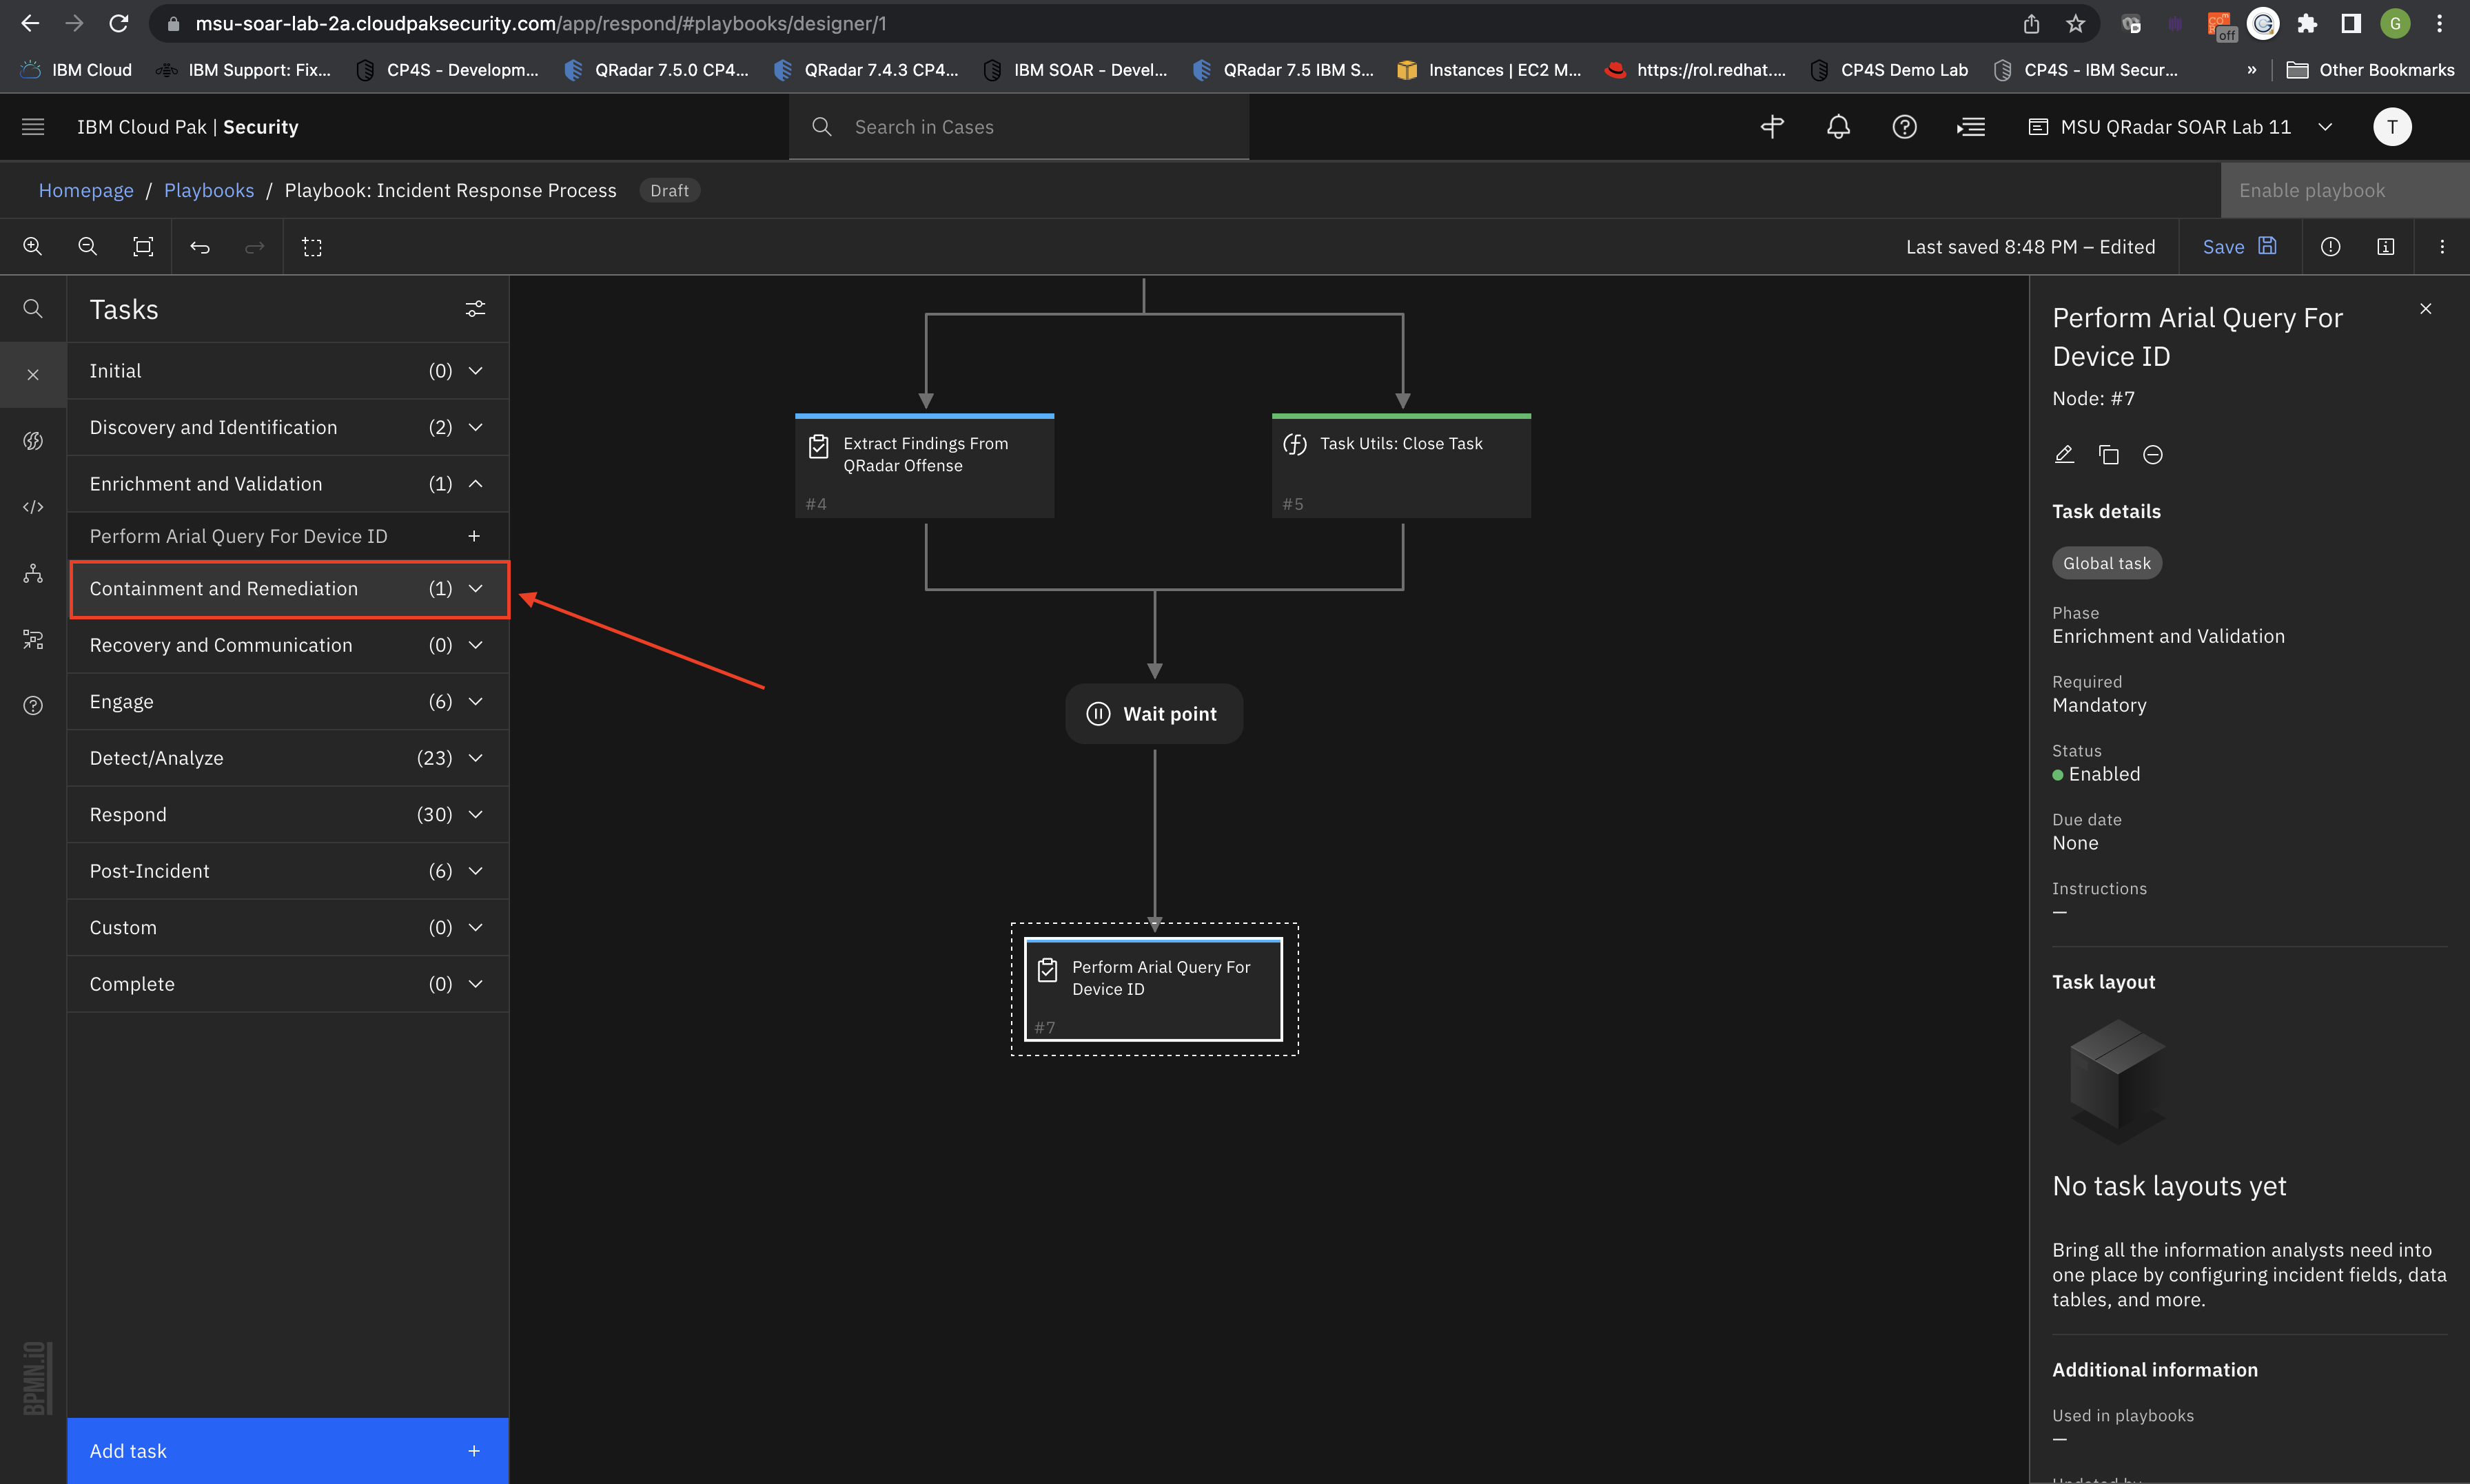 msu-soar-lab-2a.cloudpaksecurity.com/app/respond/#playbooks/designer/1
off
G
IBM Cloud
IBM Support: Fix...
CP4S - Developm...
QRadar 7.5.0 CP4...
QRadar 7.4.3 CP4...
IBM SOAR - Devel...
QRadar 7.5 IBM S...
Instances | EC2 M...
https://rol.redhat....
CP4S Demo Lab
CP4S - IBM Secur...
»
Other Bookmarks
IBM Cloud Pak | Security
Search in Cases
MSU QRadar SOAR Lab 11
T
Homepage / Playbooks / Playbook: Incident Response Process
Draft
Enable playbook
Last saved 8:48 PM – Edited
Save
Tasks
Initial (0)
Discovery and Identification (2)
Enrichment and Validation (1)
Perform Arial Query For Device ID +
Containment and Remediation (1)
Recovery and Communication (0)
Engage (6)
Detect/Analyze (23)
Respond (30)
Post-Incident (6)
Custom (0)
Complete (0)
Add task +
BPMN.iO
Extract Findings From
QRadar Offense
#4
Task Utils: Close Task
#5
Wait point
Perform Arial Query For
Device ID
#7
Perform Arial Query For
Device ID
Node: #7
Task details
Global task
Phase
Enrichment and Validation
Required
Mandatory
Status
Enabled
Due date
None
Instructions
—
Task layout
No task layouts yet
Bring all the information analysts need into
one place by configuring incident fields, data
tables, and more.
Additional information
Used in playbooks
—